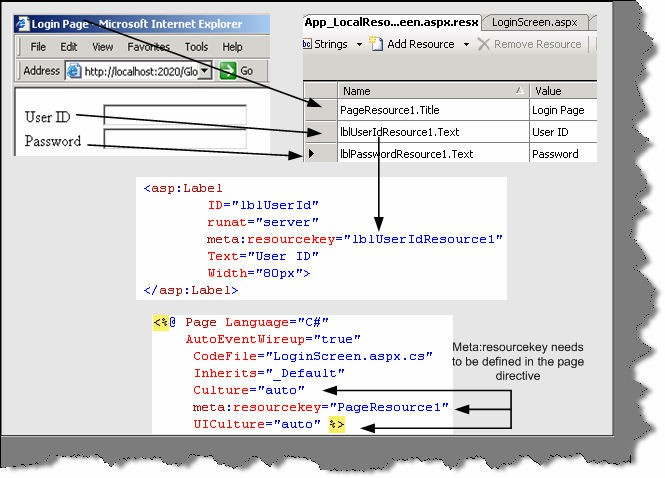 Login Page - Microsoft Internet Explorer
File Edit View Favorites Tools Help
Address http://localhost:2020/Glo Go
User ID
Password
App_LocalReso...een.aspx.resx LoginScreen.aspx
ab Strings Add Resource Remove Resource
Name Value
PageResource1.Title Login Page
lblUserIdResource1.Text User ID
lblPasswordResource1.Text Password
<asp:Label
ID="lblUserId"
runat="server"
meta:resourcekey="lblUserIdResource1"
Text="User ID"
Width="80px">
</asp:Label>
<%@ Page Language="C#"
AutoEventWireup="true"
CodeFile="LoginScreen.aspx.cs"
Inherits="_Default"
Culture="auto"
meta:resourcekey="PageResource1"
UICulture="auto" %>
Meta:resourcekey needs
to be defined in the page
directive